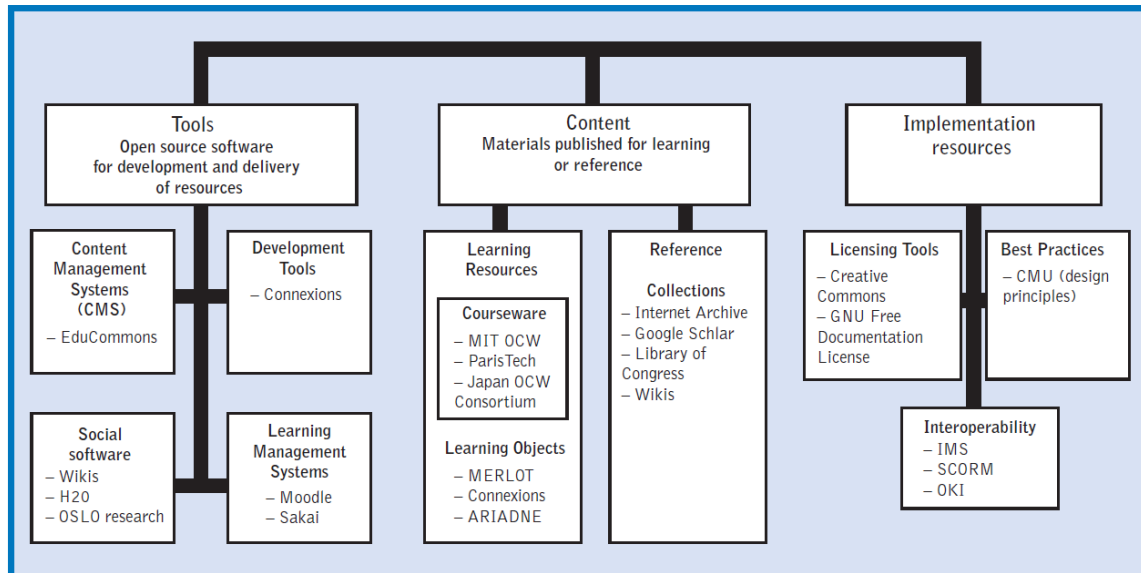 Tools
Open source software
for development and delivery
of resources
Content
Materials published for learning
or reference
Implementation
resources
Content
Management
Systems
(CMS)
– EduCommons
Development
Tools
– Connexions
Social
software
– Wikis
– H20
– OSLO research
Learning
Management
Systems
– Moodle
– Sakai
Learning
Resources
Courseware
– MIT OCW
– ParisTech
– Japan OCW
Consortium
Learning Objects
– MERLOT
– Connexions
– ARIADNE
Reference
Collections
– Internet Archive
– Google Schlar
– Library of
Congress
– Wikis
Licensing Tools
– Creative
Commons
– GNU Free
Documentation
License
Best Practices
– CMU (design
principles)
Interoperability
– IMS
– SCORM
– OKI